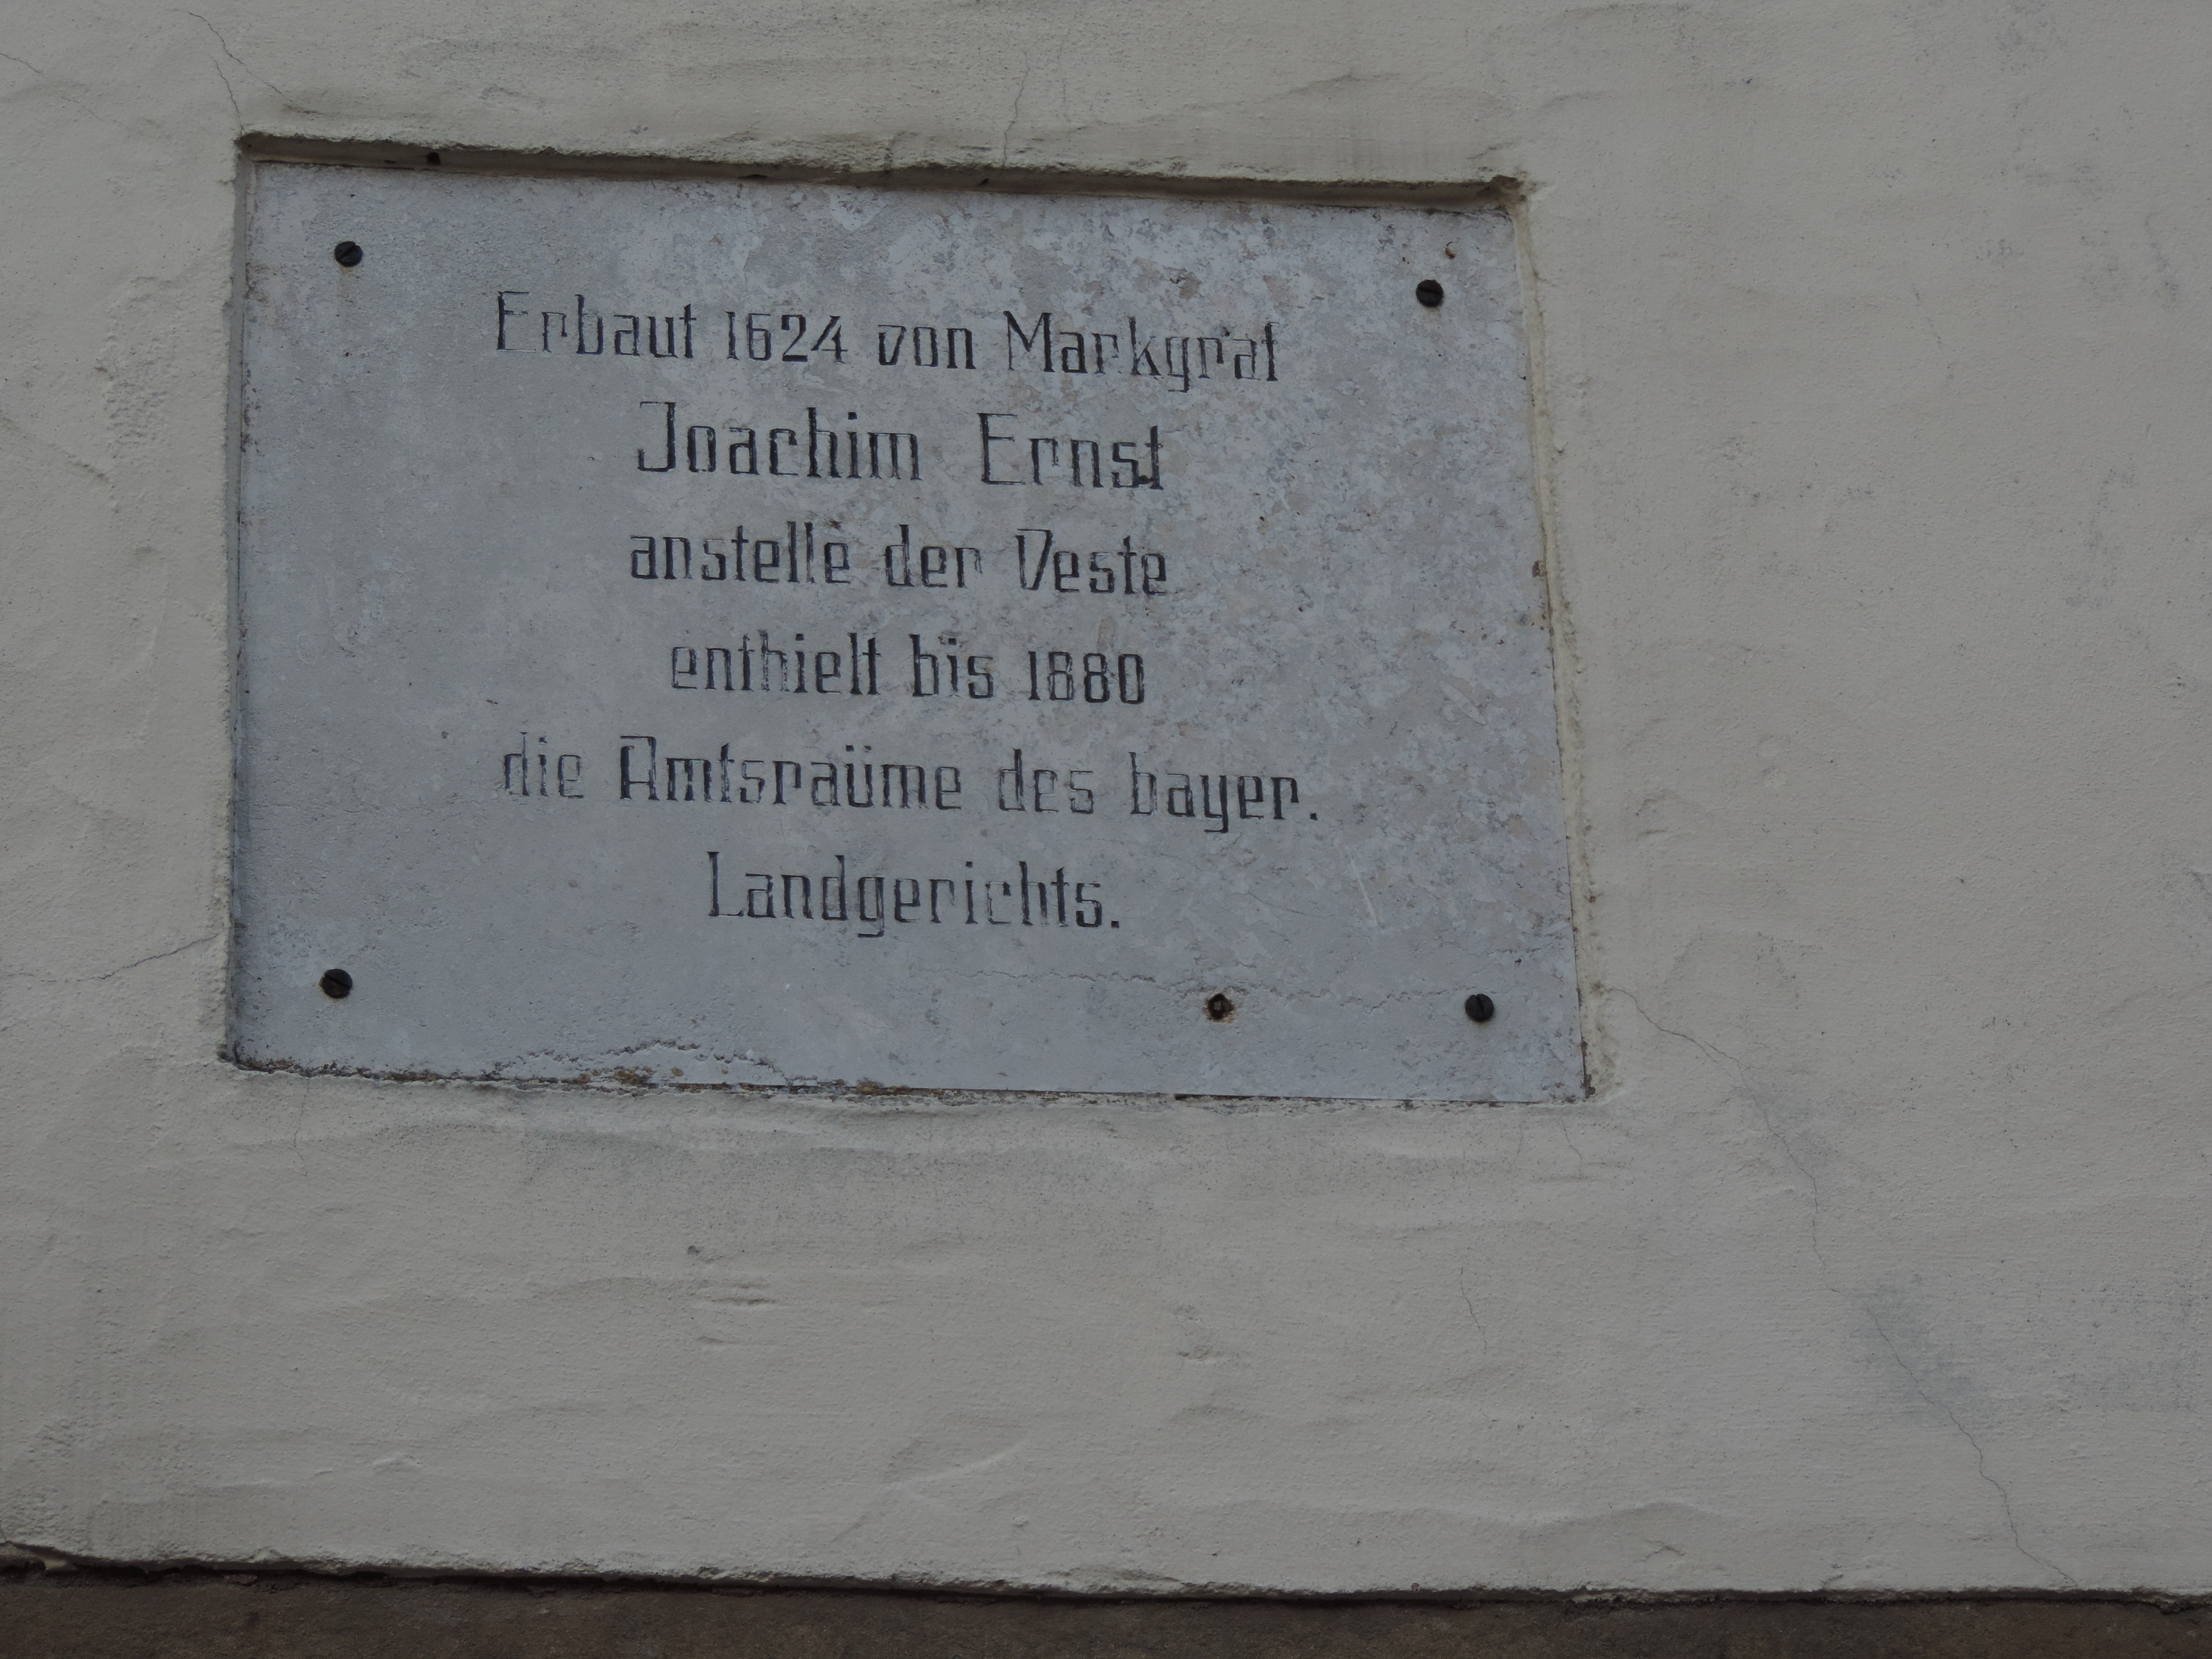 Erbaut 1624 von Markgraf
Joachim Ernst
anstelle der Veste
enthielt bis 1880
die Amtsraüme des bayer.
Landgerichts.